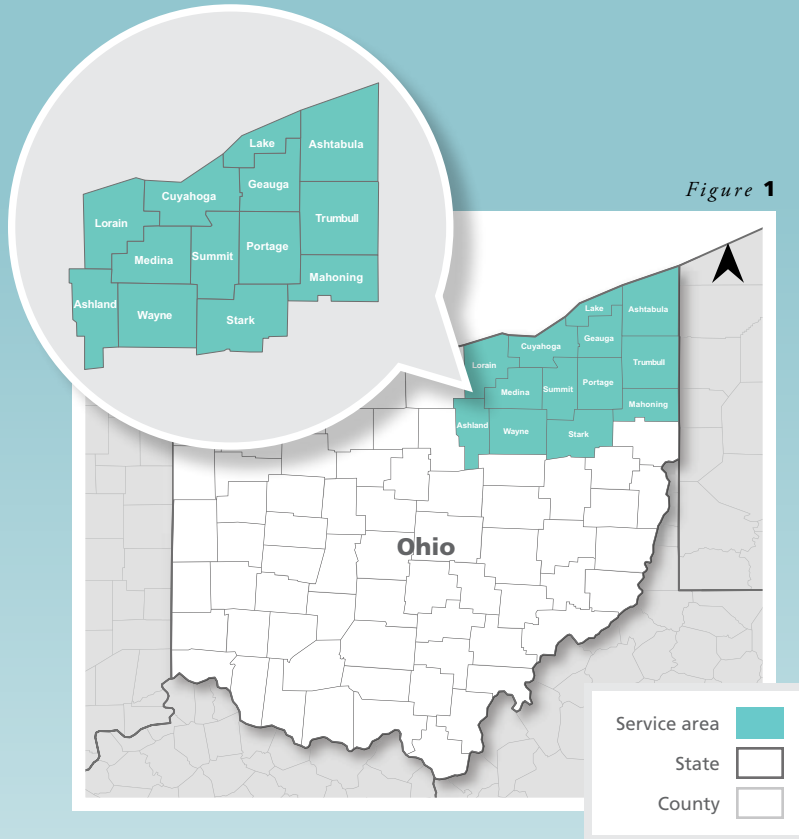 Figure 1
Lake
Ashtabula
Geauga
Cuyahoga
Lorain
Trumbull
Portage
Medina
Summit
Mahoning
Ashland
Wayne
Stark
Lake
Ashtabula
Geauga
Cuyahoga
Lorain
Trumbull
Portage
Medina
Summit
Mahoning
Ashland
Wayne
Stark
Ohio
Service area
State
County